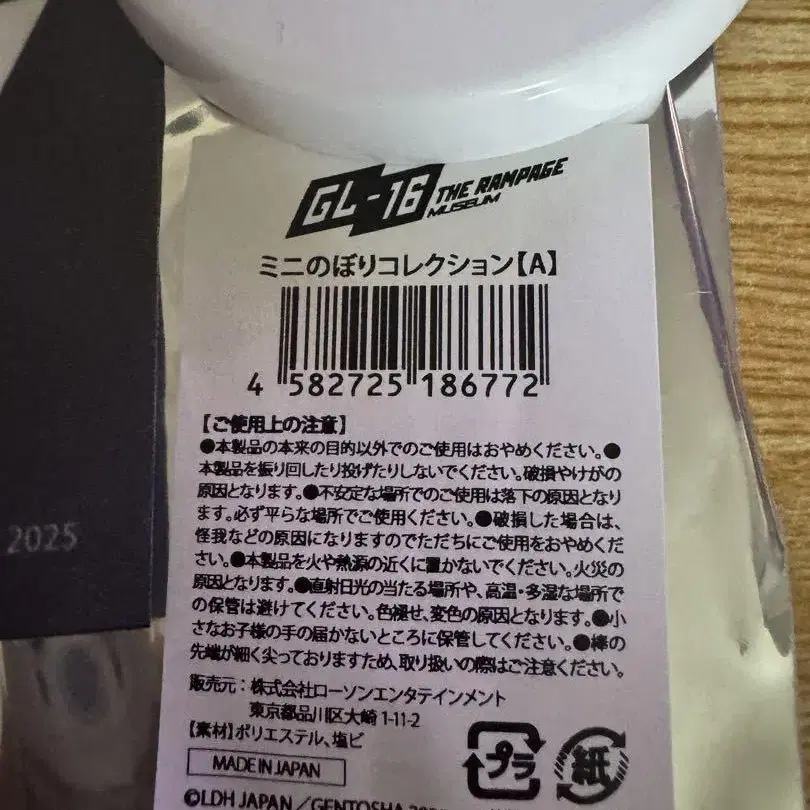 GL-16 THE RAMPAGE
MUSEUM
ミニのぼりコレクション【A】
4 582725 186772
【ご使用上の注意】
●本製品の本来の目的以外でのご使用はおやめください。●
本製品を振り回したり投げたりしないでください。破損やけがの
原因となります。●不安定な場所でのご使用は落下の原因となり
ます。必ず平らな場所でご使用ください。●破損した場合は、
怪我などの原因になりますのでただちにご使用をおやめくだ
さい。●本製品を火や熱源の近くに置かないでください。火災の
原因となります。●直射日光の当たる場所や、高温・多湿な場所で
の保管は避けてください。色褪せ、変色の原因となります。●小
さなお子様の手の届かないところに保管してください。●棒の
先端が細く尖っておりますため、取り扱いの際はご注意ください。
販売元：株式会社ローソンエンタテインメント
東京都品川区大崎1-11-2
【素材】ポリエステル、塩ビ
MADE IN JAPAN
プラ
紙
©LDH JAPAN／GENTOSHA
2025